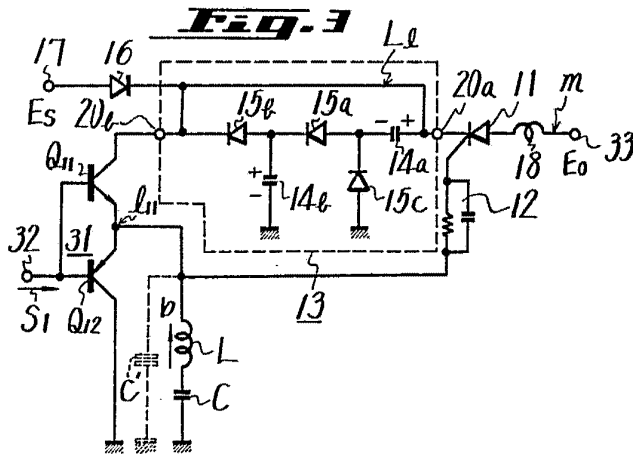 Fig. 3
17 16 Lℓ
15b 15a 20a 11 m
Es 20b
- + 14a 18 Eo 33
Q11 + - 14b 15c 12
ℓ11
32 31
S1 Q12 13
b
L
C' C